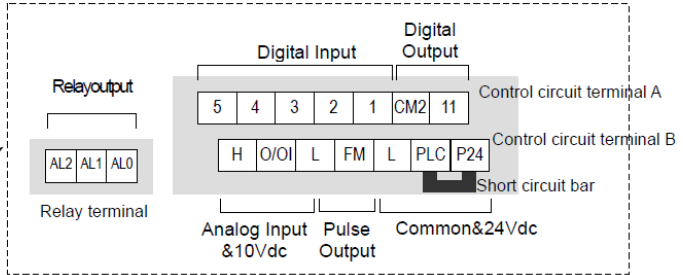 Digital
Digital Input
Output
Relayoutput
5 4 3 2 1 CM2 11
Control circuit terminal A
H O/OI L FM L PLC P24
Control circuit terminal B
AL2 AL1 AL0
Short circuit bar
Relay terminal
Analog Input
&10Vdc
Pulse
Output
Common&24Vdc